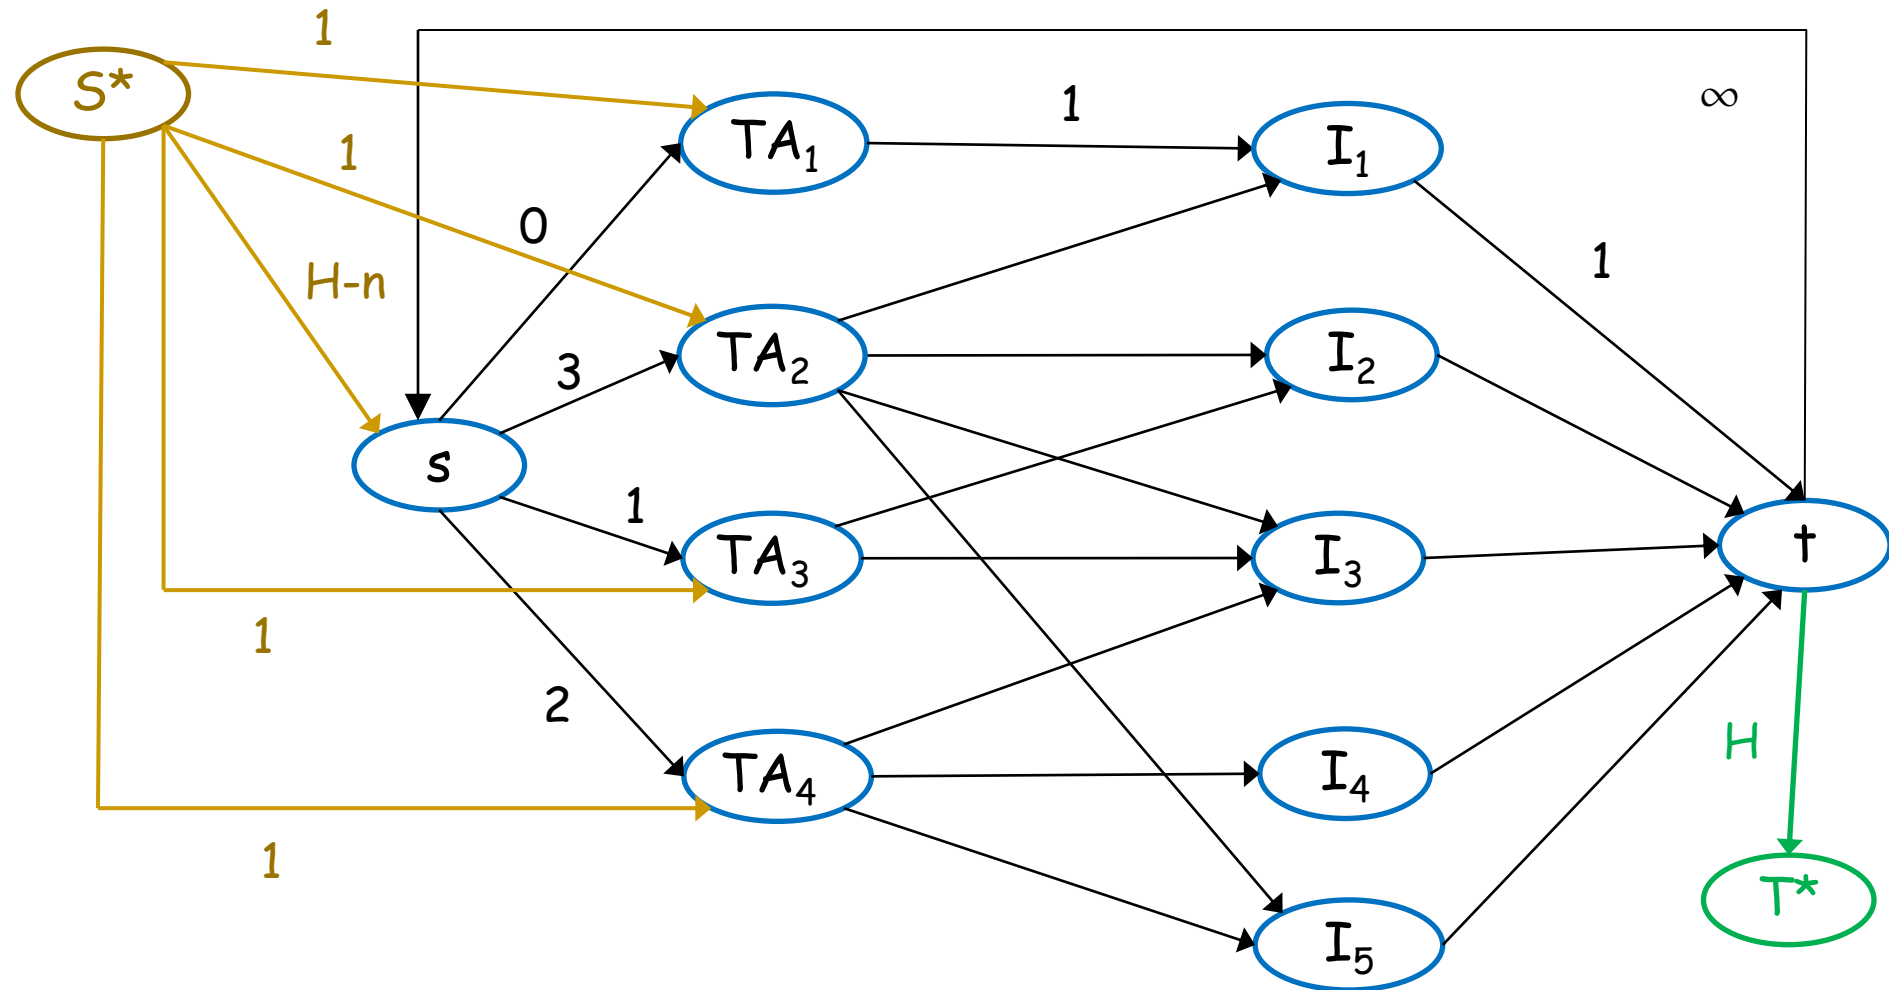 1
S*
1
∞
TA₁
I₁
1
0
1
H-n
3
TA₂
I₂
s
1
TA₃
I₃
t
1
2
TA₄
I₄
H
1
T*
I₅